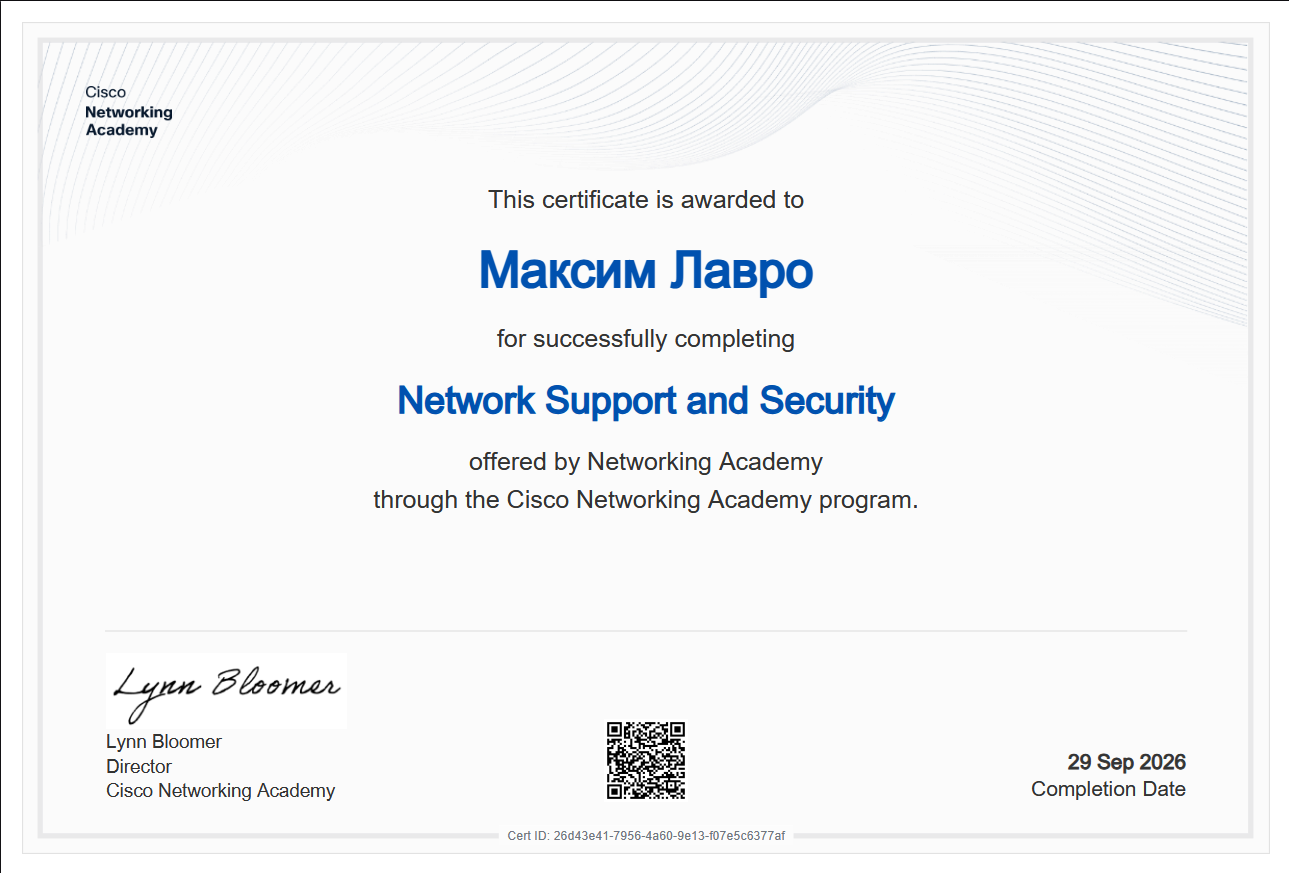 Cisco
Networking
Academy
This certificate is awarded to
Максим Лавро
for successfully completing
Network Support and Security
offered by Networking Academy
through the Cisco Networking Academy program.
Lynn Bloomer
Lynn Bloomer
Director
Cisco Networking Academy
29 Sep 2026
Completion Date
Cert ID: 26d43e41-7956-4a60-9e13-f07e5c6377af